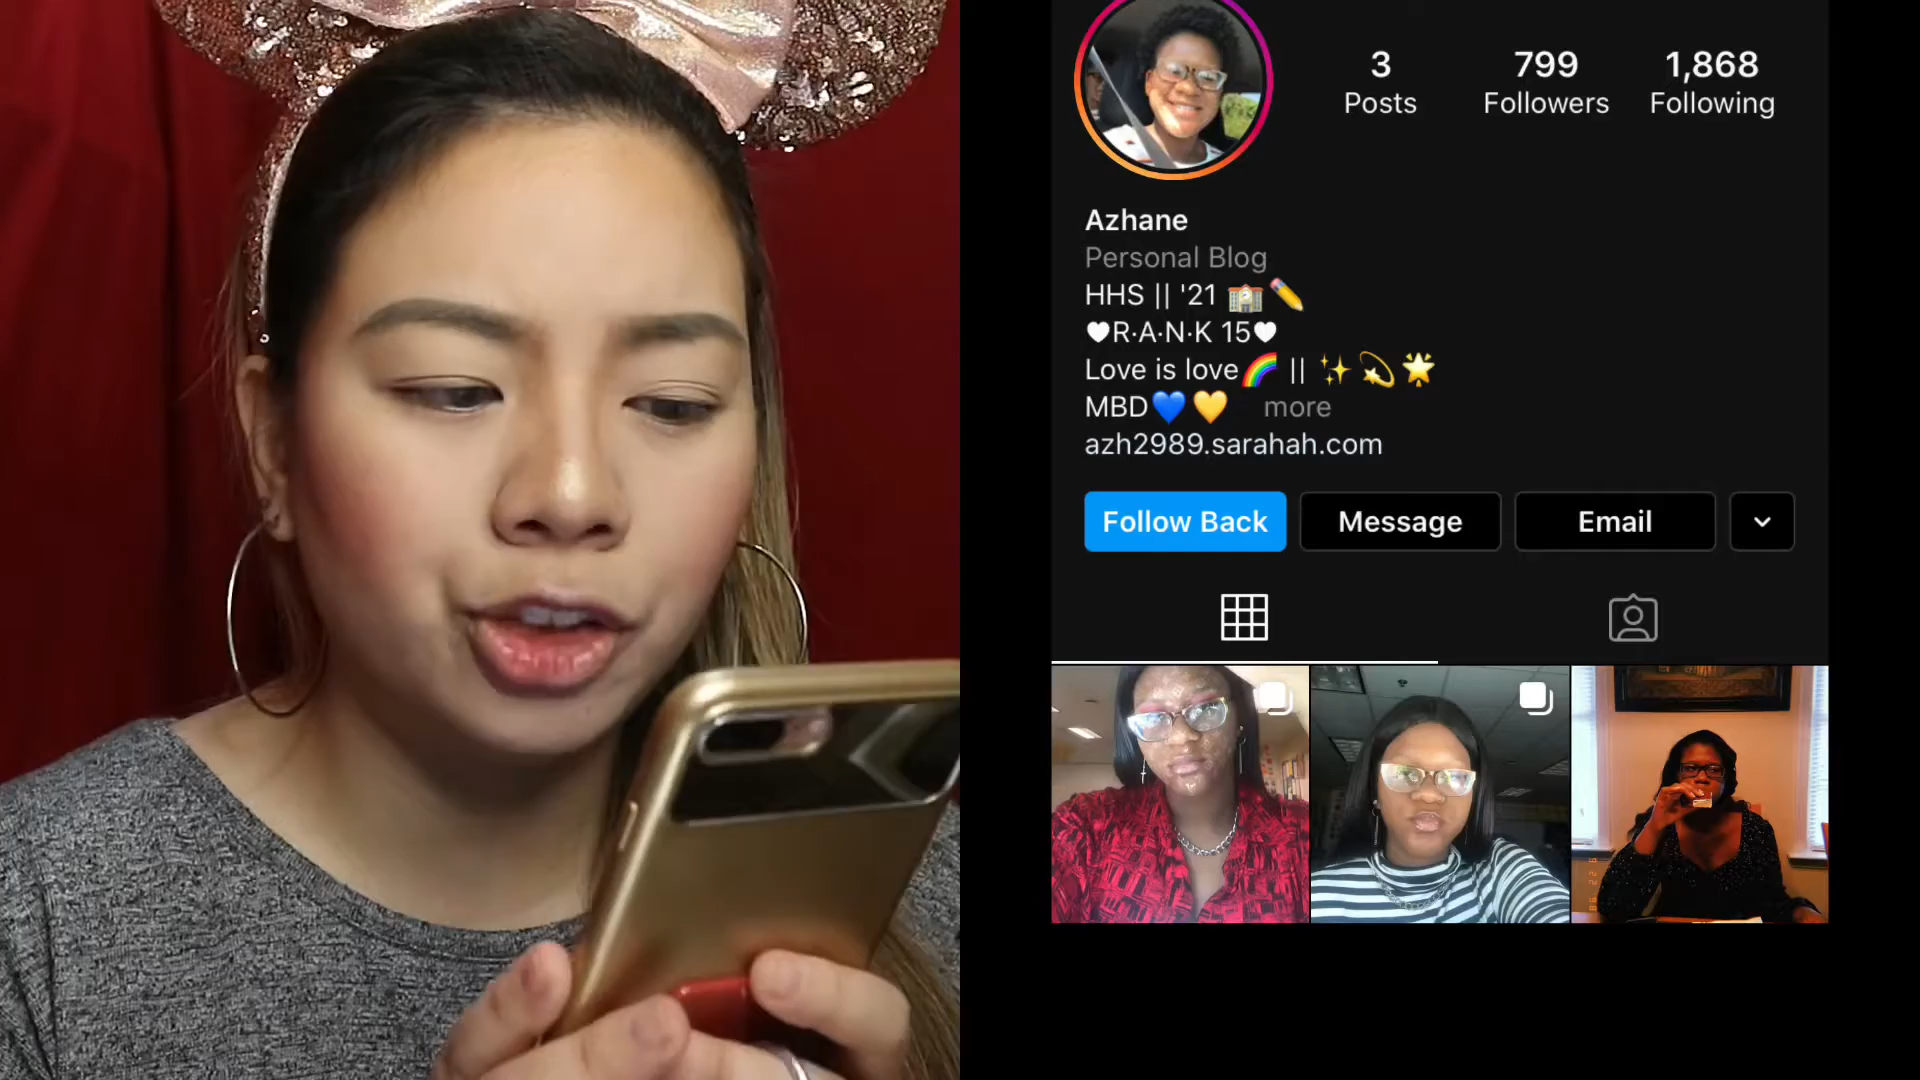 3 799 1,868
Posts Followers Following
Azhane
Personal Blog
HHS || '21 🏫✏️
🤍R·A·N·K 15🤍
Love is love🌈 || ✨💫🌟
MBD💙💛 more
azh2989.sarahah.com
Follow Back Message Email